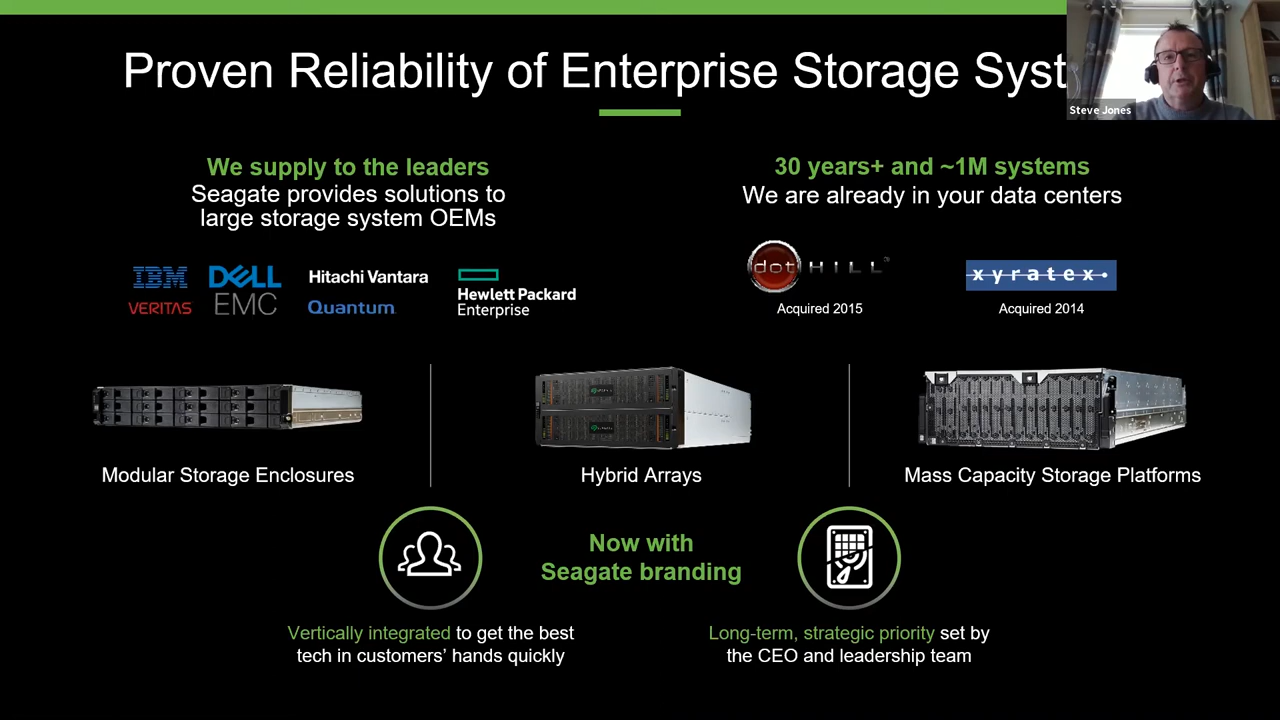 Proven Reliability of Enterprise Storage Syst
Steve Jones
We supply to the leaders
Seagate provides solutions to
large storage system OEMs
30 years+ and ~1M systems
We are already in your data centers
IBM
VERITAS
DELL
EMC
Hitachi Vantara
Quantum
Hewlett Packard
Enterprise
dot HILL
Acquired 2015
xyratex
Acquired 2014
Modular Storage Enclosures
Hybrid Arrays
Mass Capacity Storage Platforms
Now with
Seagate branding
Vertically integrated to get the best
tech in customers’ hands quickly
Long-term, strategic priority set by
the CEO and leadership team